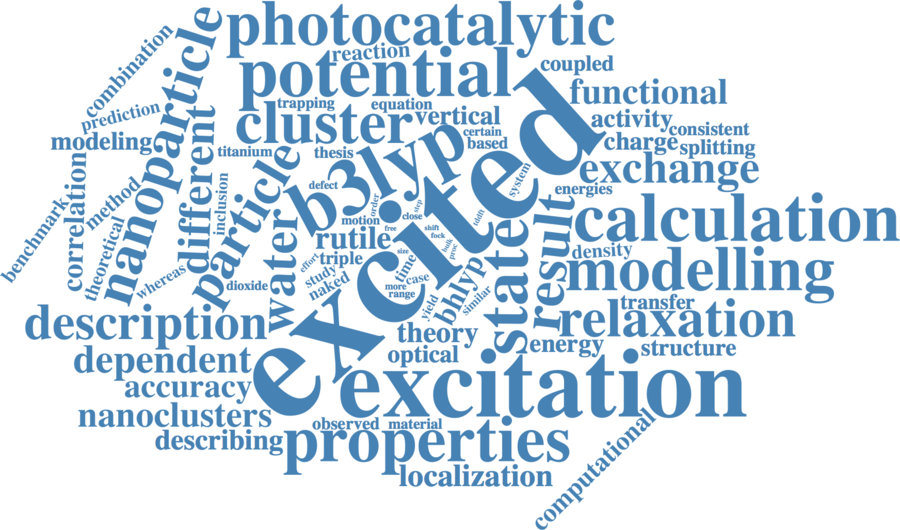 photocatalytic
combination
reaction
potential
coupled
prediction
nanoparticle
trapping
equation
functional
modeling
cluster
vertical
activity
certain
consistent
different
titanium
thesis
b3lyp
based
charge
splitting
correlation
method
inclusion
particle
defect
excited
system
exchange
energies
benchmark
theoretical
water
motion
order
close
step
tddft
calculation
free
shift
fock
rutile
state
result
density
whereas
triple
effort
size
bulk
proc
modelling
study
time
case
bhlyp
dioxide
naked
more
range
yield
similar
transfer
description
theory
relaxation
energy
structure
dependent
optical
accuracy
excitation
nanoclusters
observed
material
describing
properties
computational
localization